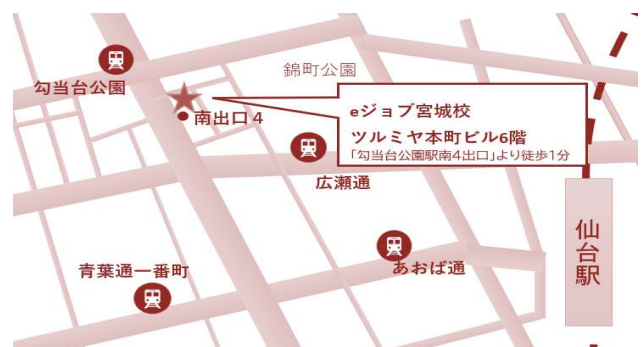 勾当台公園
錦町公園
南出口4
eジョブ宮城校
ツルミヤ本町ビル6階
「勾当台公園駅南4出口」より徒歩1分
広瀬通
仙台駅
あおば通
青葉通一番町